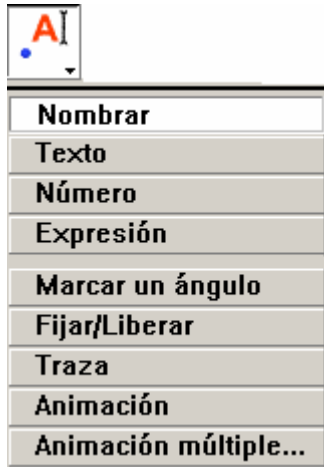 A
Nombrar
Texto
Número
Expresión
Marcar un ángulo
Fijar/Liberar
Traza
Animación
Animación múltiple...